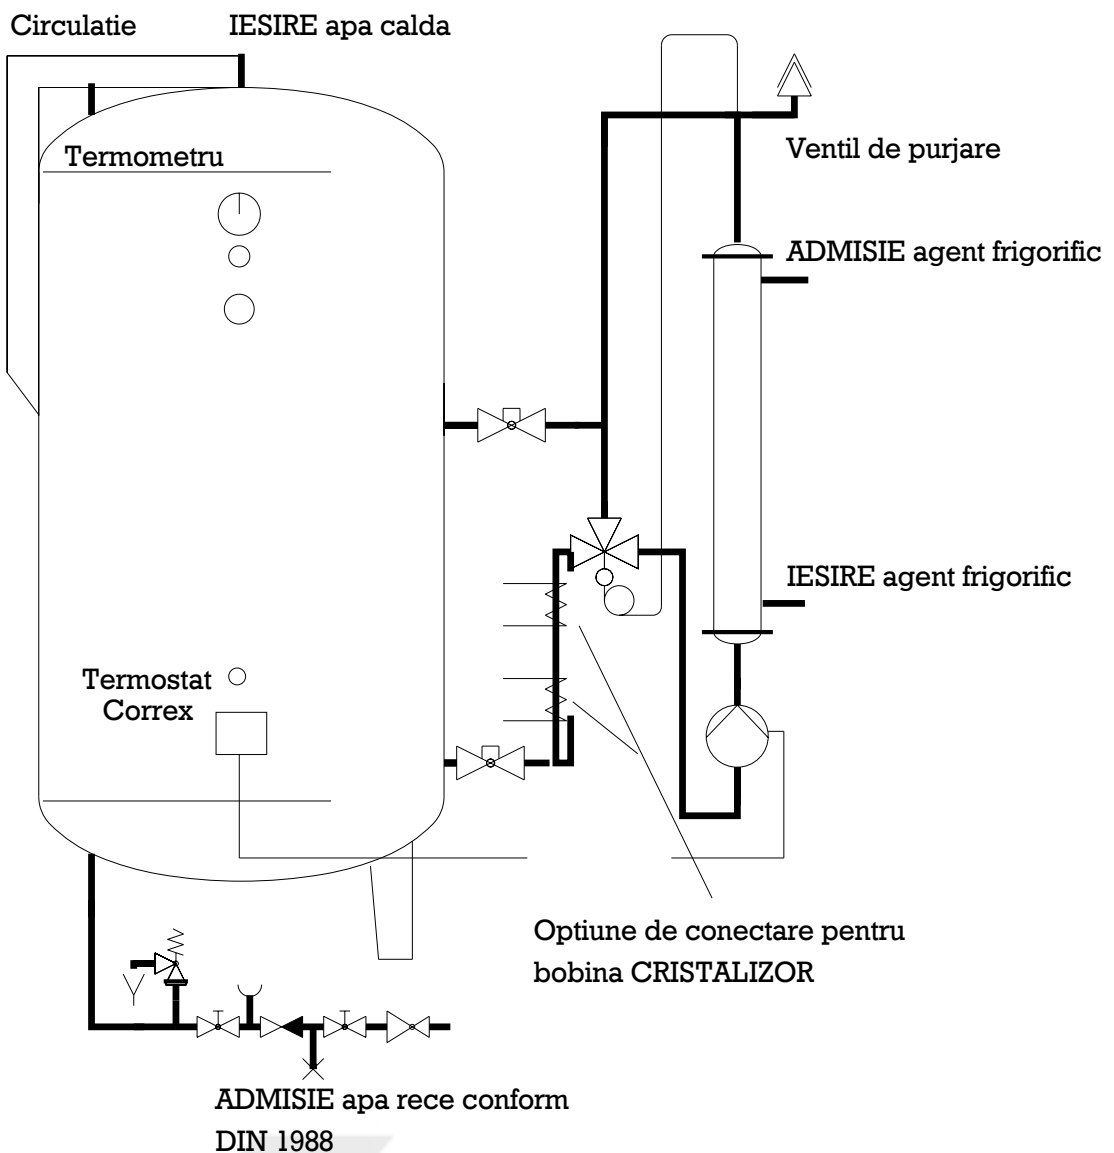 Circulatie
IESIRE apa calda
Termometru
Ventil de purjare
ADMISIE agent frigorific
IESIRE agent frigorific
Termostat
Correx
Optiune de conectare pentru
bobina CRISTALIZOR
ADMISIE apa rece conform
DIN 1988